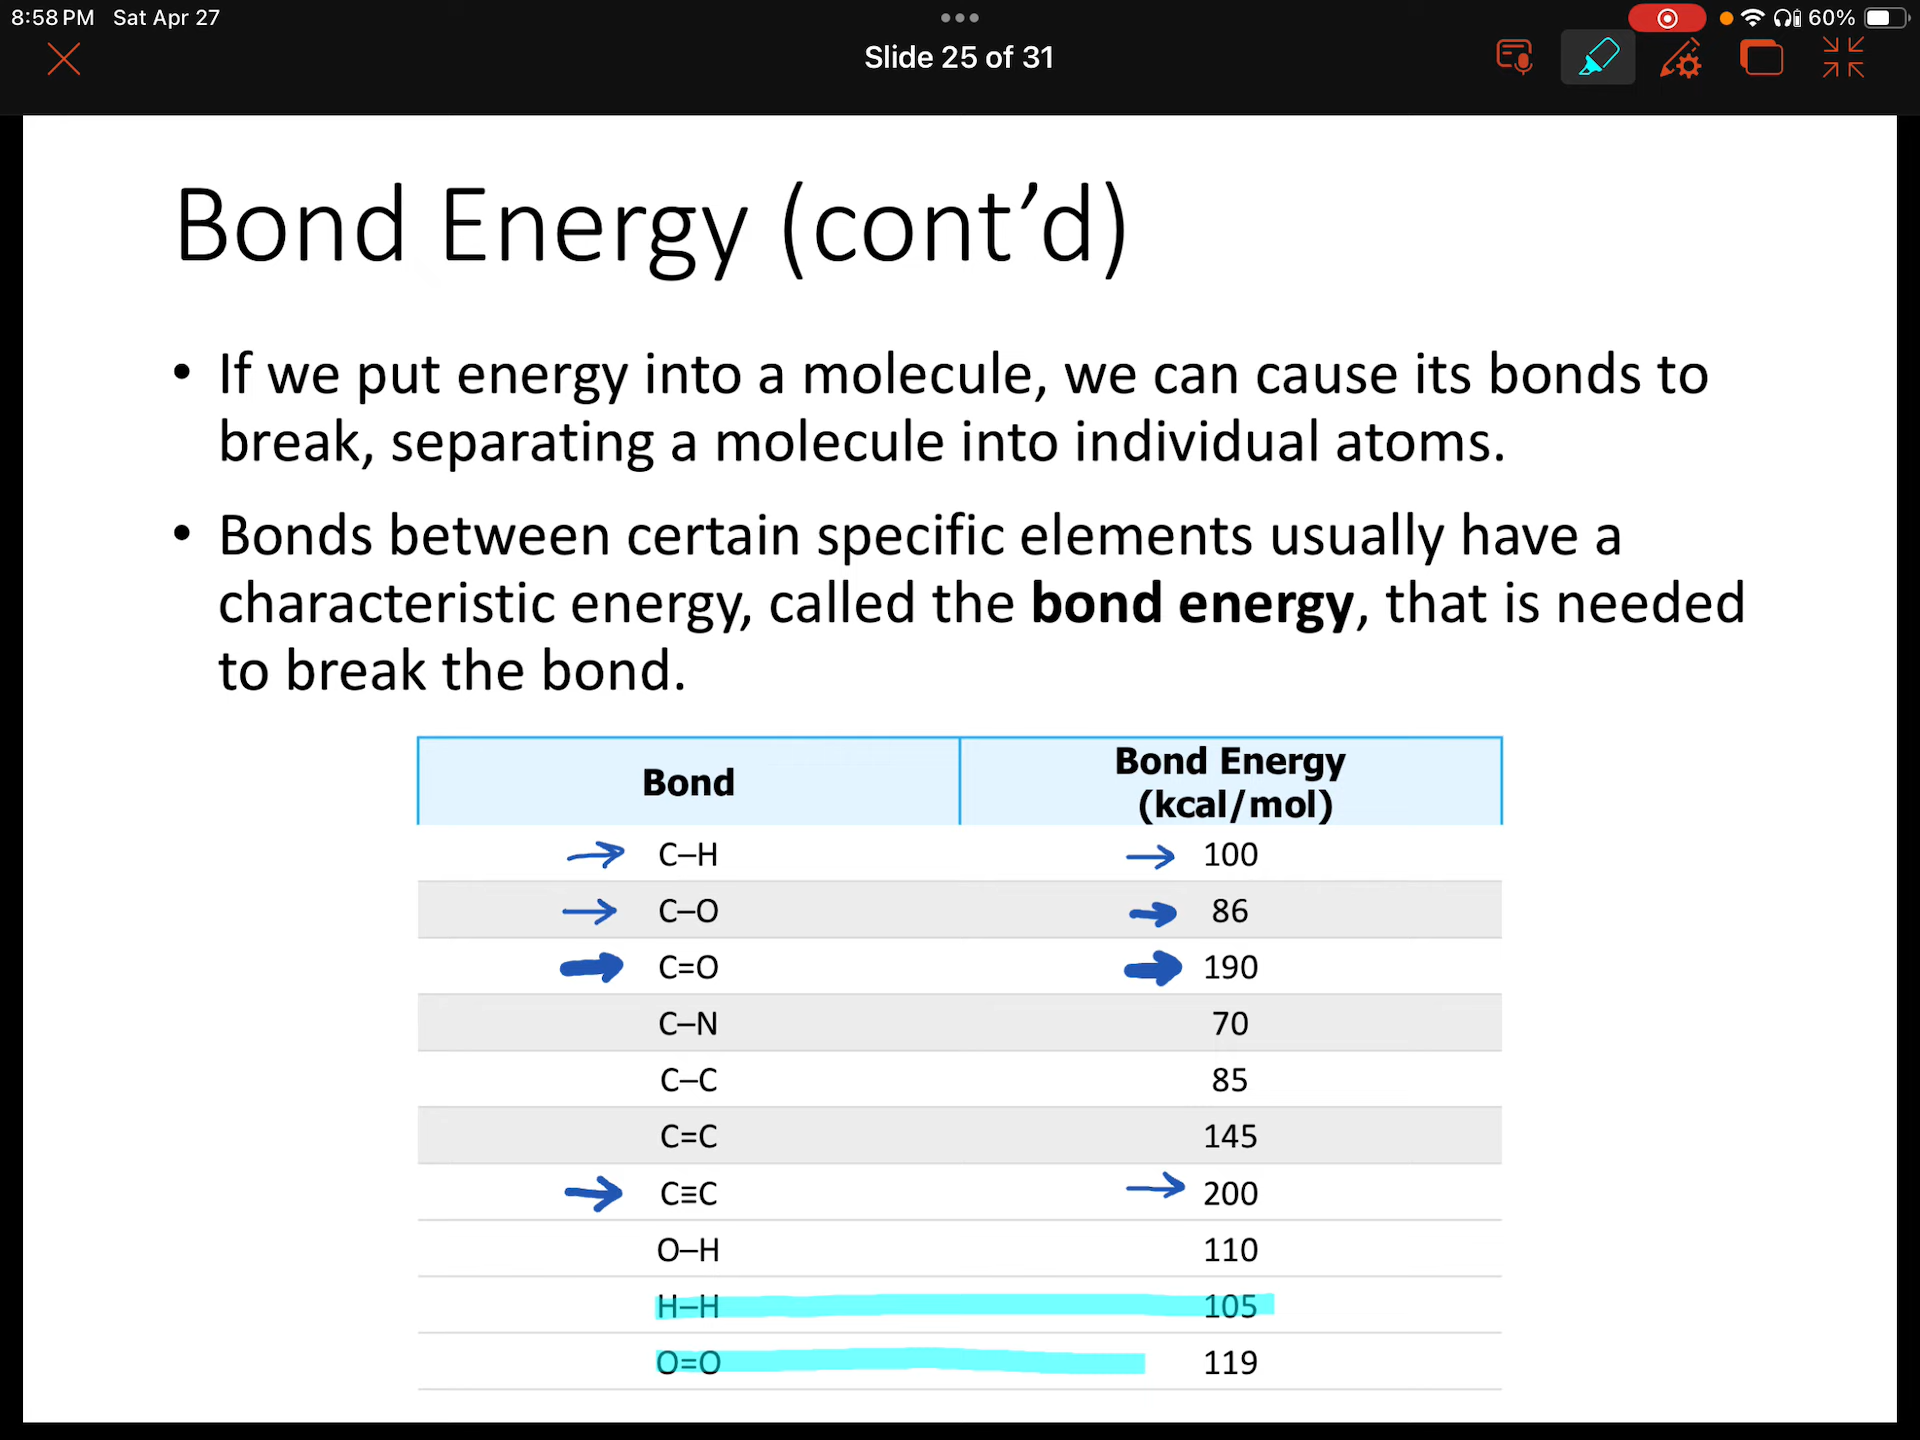 8:58 PM Sat Apr 27
60%
Slide 25 of 31
Bond Energy (cont’d)
• If we put energy into a molecule, we can cause its bonds to
break, separating a molecule into individual atoms.
• Bonds between certain specific elements usually have a
characteristic energy, called the bond energy, that is needed
to break the bond.
Bond
Bond Energy
(kcal/mol)
C–H 100
C–O 86
C=O 190
C–N 70
C–C 85
C=C 145
C≡C 200
O–H 110
H–H 105
O=O 119